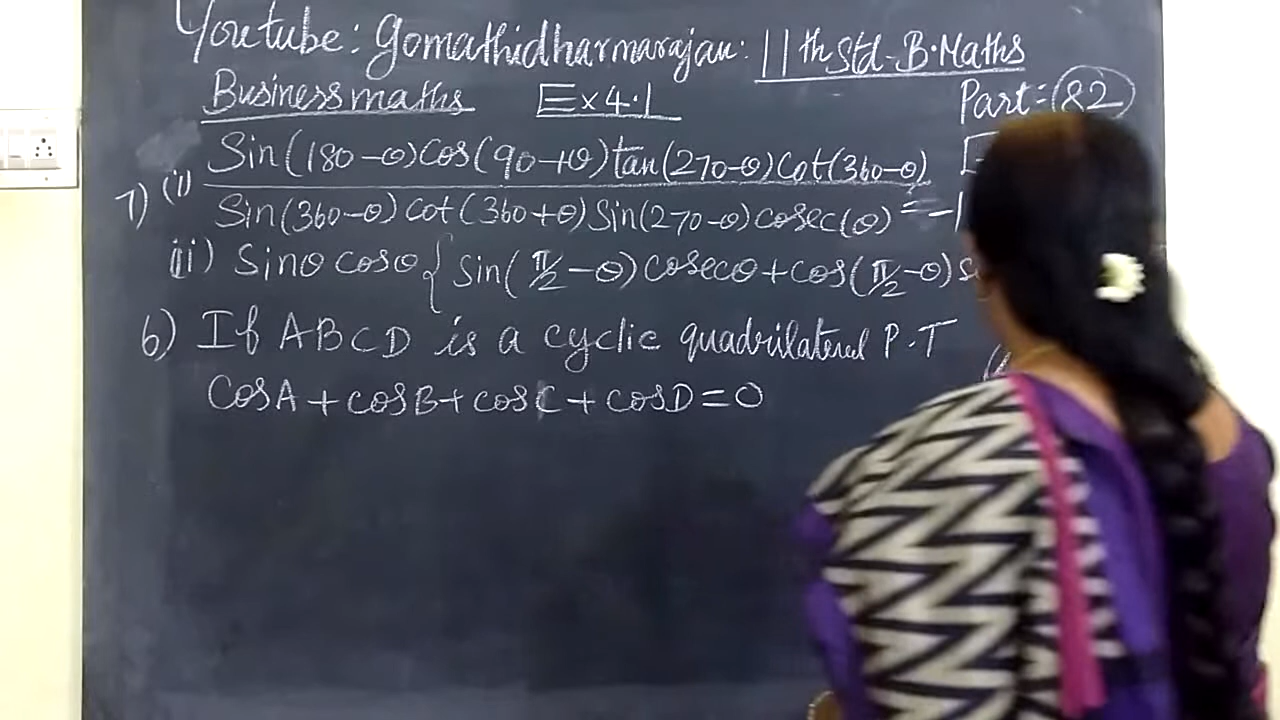 Youtube: Gomathidharmarajan: 11th Std. B.Maths
Business maths Ex 4.1 Part:- 82
7) (i) Sin(180-θ)cos(90+θ)tan(270-θ)cot(360-θ)
Sin(360-θ)cot(360+θ)Sin(270-θ)cosec(θ) = -1
ii) Sinθ cosθ { sin(π/2-θ)cosecθ+cos(π/2-θ)
6) If ABCD is a cyclic quadrilateral P.T
CosA+cosB+cosC+cosD=0